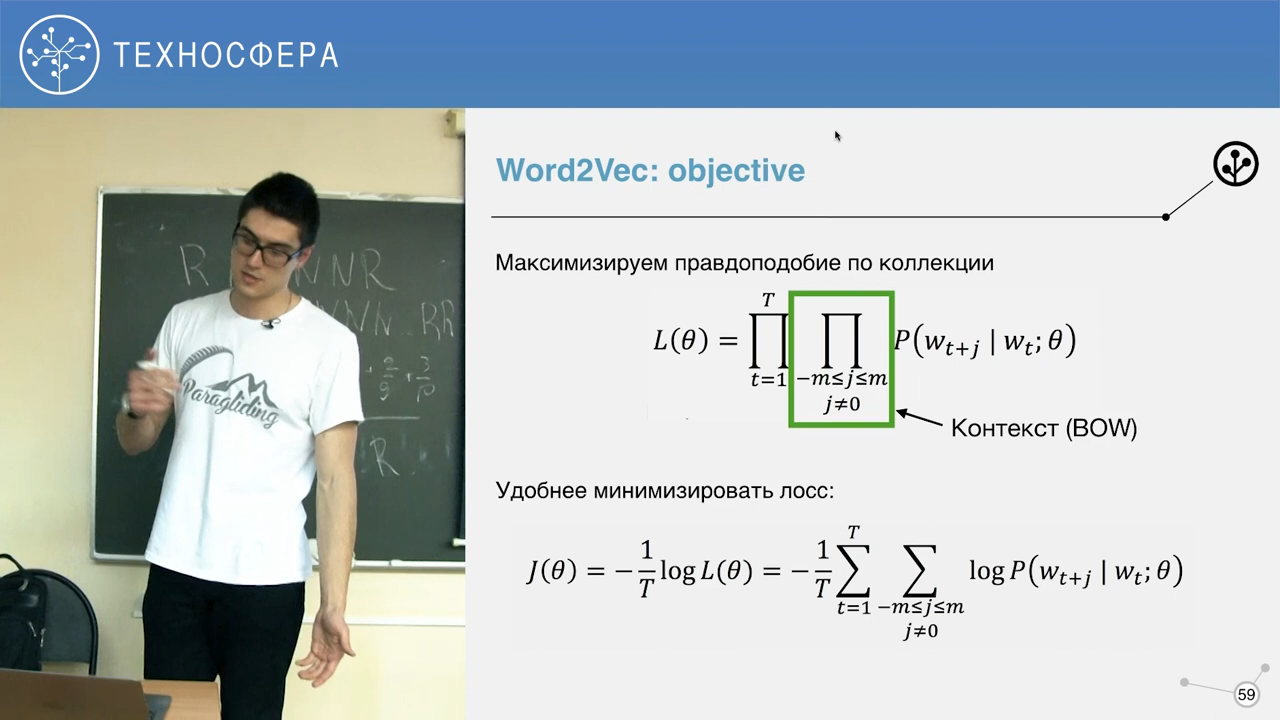 ТЕХНОСФЕРА
Word2Vec: objective
Максимизируем правдоподобие по коллекции
L(θ) = ∏_{t=1}^{T} ∏_{-m≤j≤m, j≠0} P(w_{t+j} | w_t; θ)
Контекст (BOW)
Удобнее минимизировать лосс:
J(θ) = −1/T log L(θ) = −1/T ∑_{t=1}^{T} ∑_{-m≤j≤m, j≠0} log P(w_{t+j} | w_t; θ)
59
Paragliding